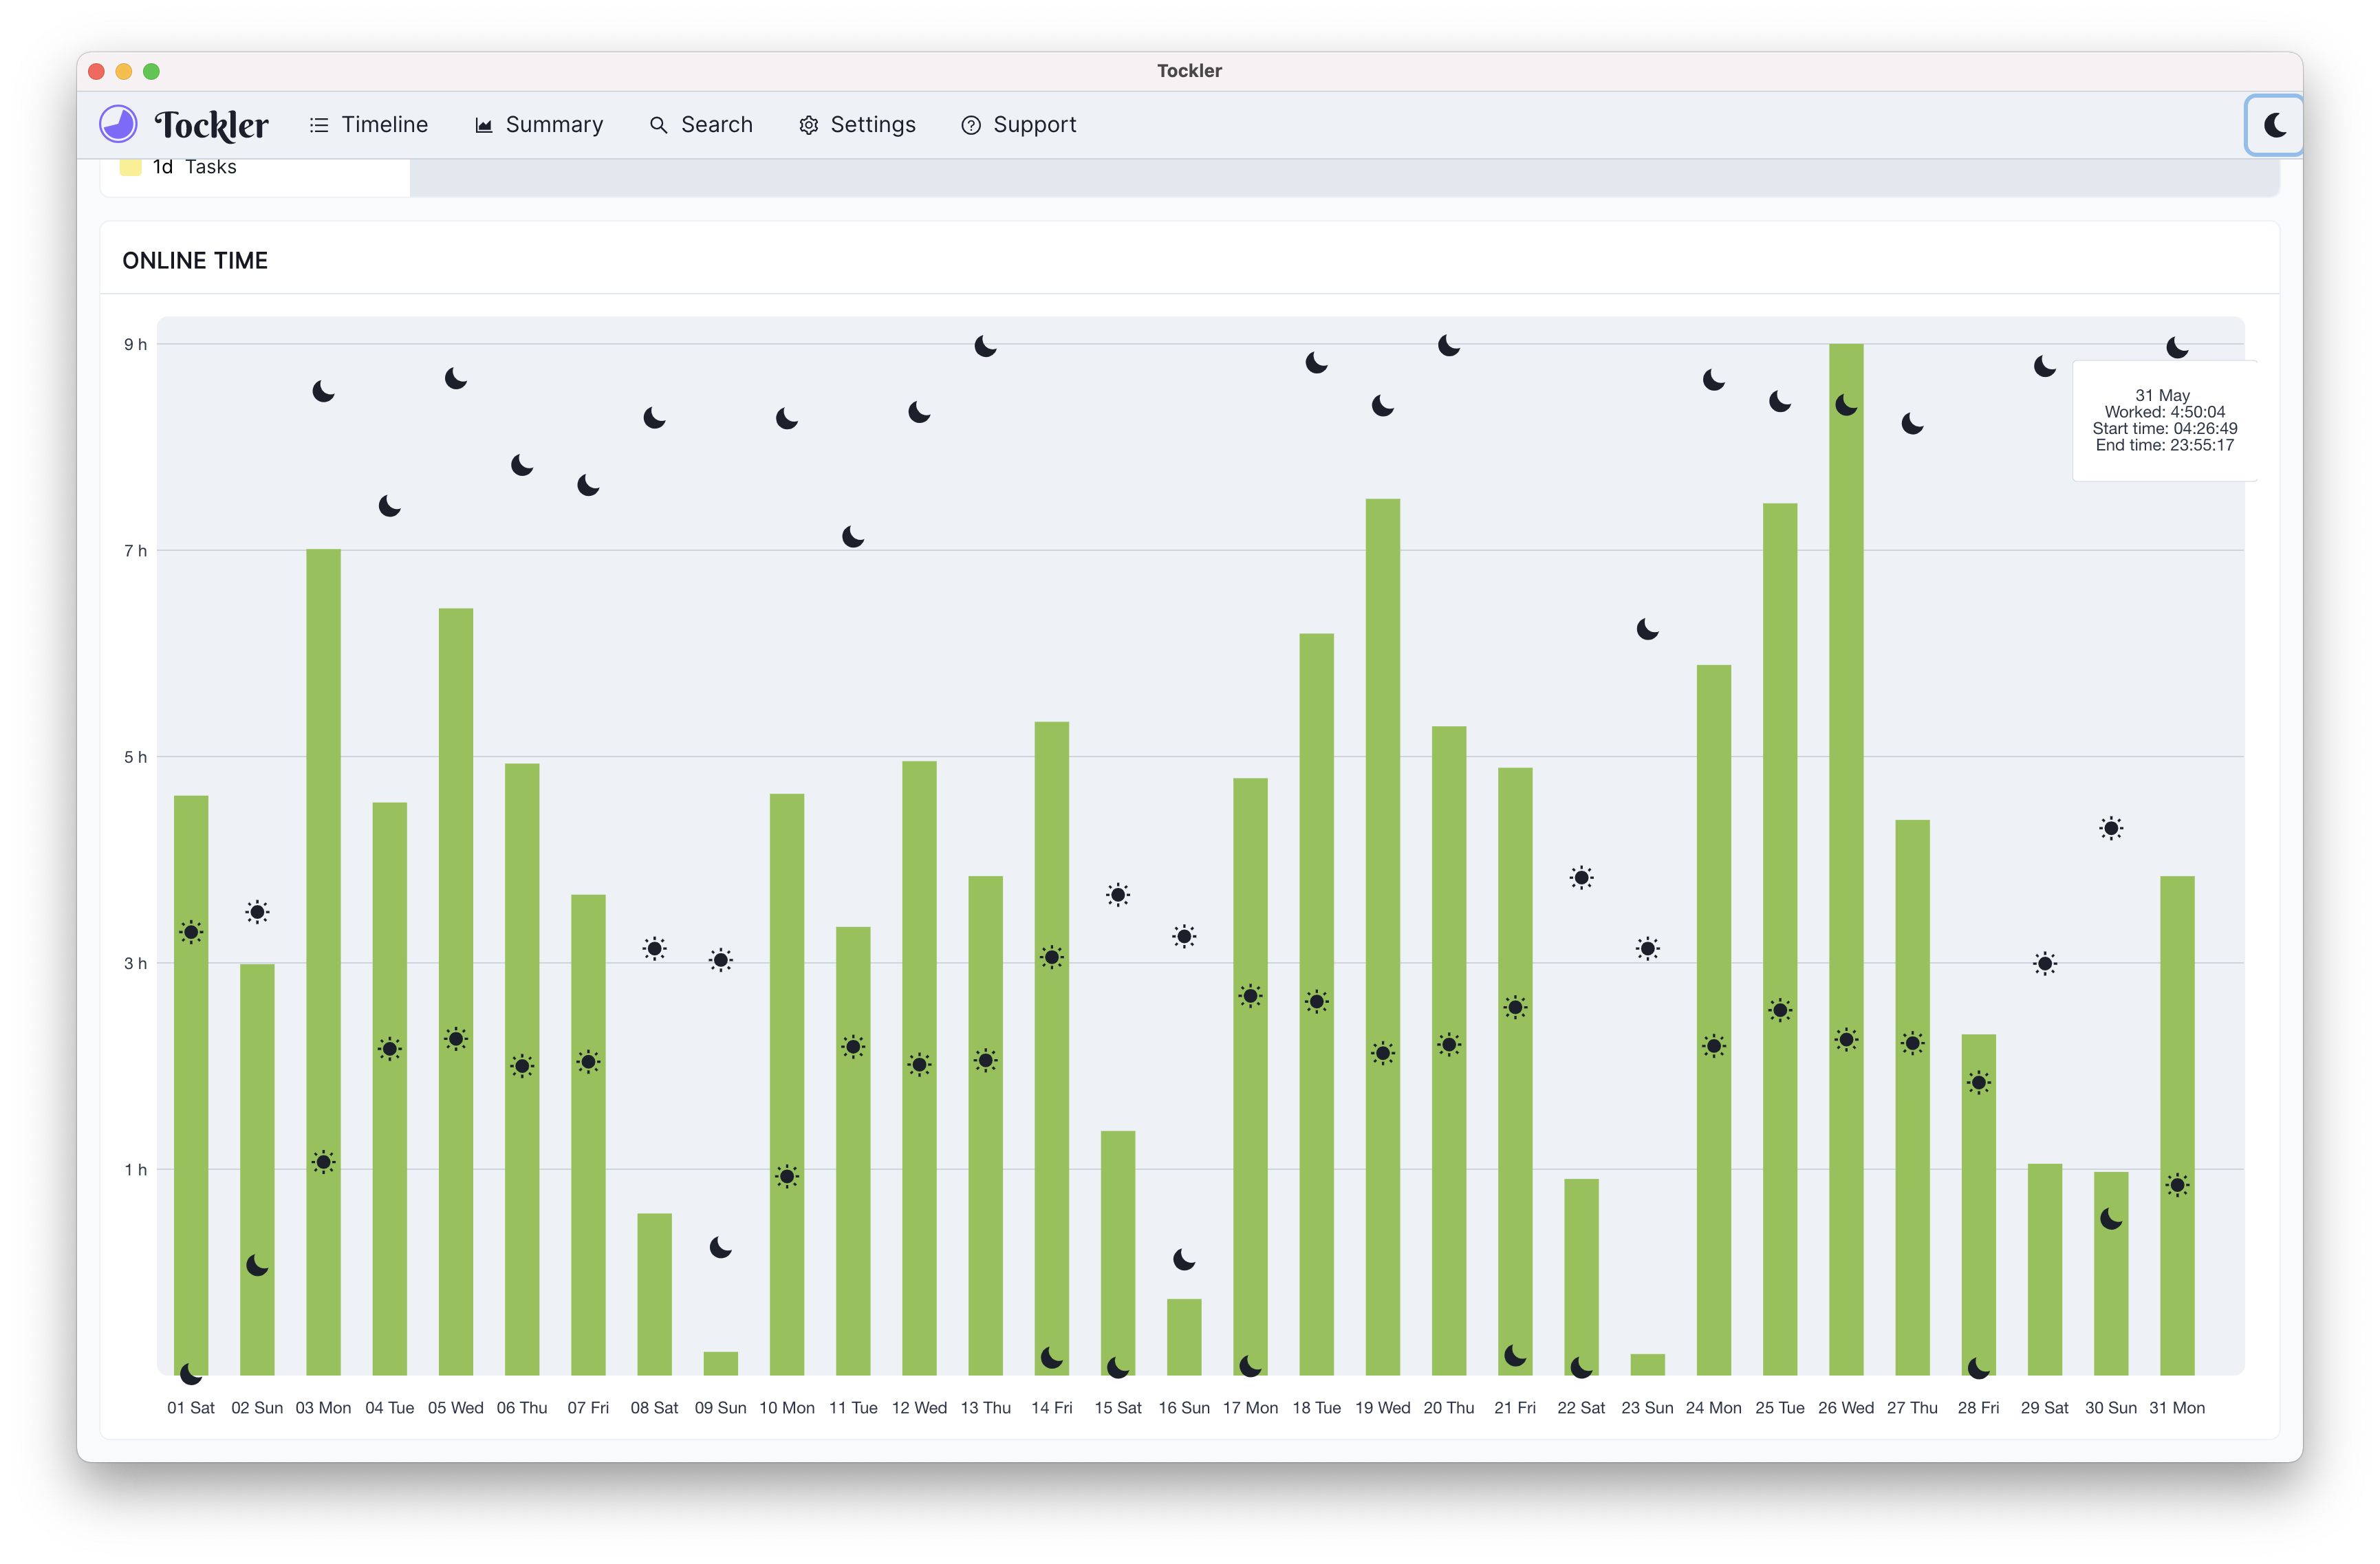 Tockler
Tockler
Timeline
Summary
Search
Settings
Support
1d Tasks
ONLINE TIME
9 h
7 h
5 h
3 h
1 h
31 May
Worked: 4:50:04
Start time: 04:26:49
End time: 23:55:17
01 Sat 02 Sun 03 Mon 04 Tue 05 Wed 06 Thu 07 Fri 08 Sat 09 Sun 10 Mon 11 Tue 12 Wed 13 Thu 14 Fri 15 Sat 16 Sun 17 Mon 18 Tue 19 Wed 20 Thu 21 Fri 22 Sat 23 Sun 24 Mon 25 Tue 26 Wed 27 Thu 28 Fri 29 Sat 30 Sun 31 Mon